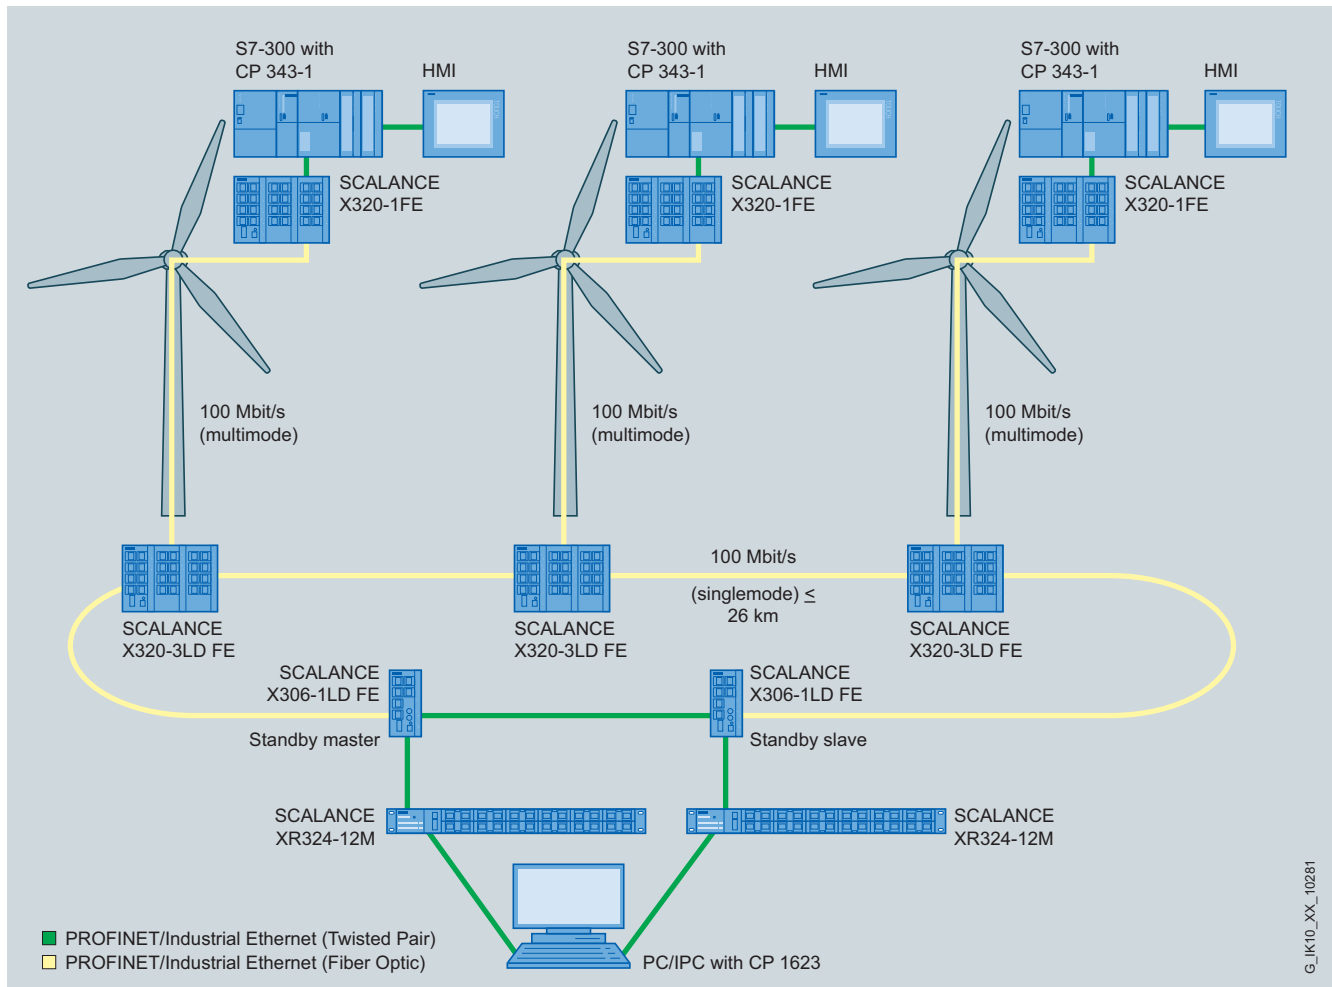 S7-300 with
CP 343-1
HMI
S7-300 with
CP 343-1
HMI
S7-300 with
CP 343-1
HMI
SCALANCE
X320-1FE
SCALANCE
X320-1FE
SCALANCE
X320-1FE
100 Mbit/s
(multimode)
100 Mbit/s
(multimode)
100 Mbit/s
(multimode)
100 Mbit/s
(singlemode) ≤
26 km
SCALANCE
X320-3LD FE
SCALANCE
X320-3LD FE
SCALANCE
X320-3LD FE
SCALANCE
X306-1LD FE
Standby master
SCALANCE
X306-1LD FE
Standby slave
SCALANCE
XR324-12M
SCALANCE
XR324-12M
PC/IPC with CP 1623
PROFINET/Industrial Ethernet (Twisted Pair)
PROFINET/Industrial Ethernet (Fiber Optic)
G_IK10_XX_10281